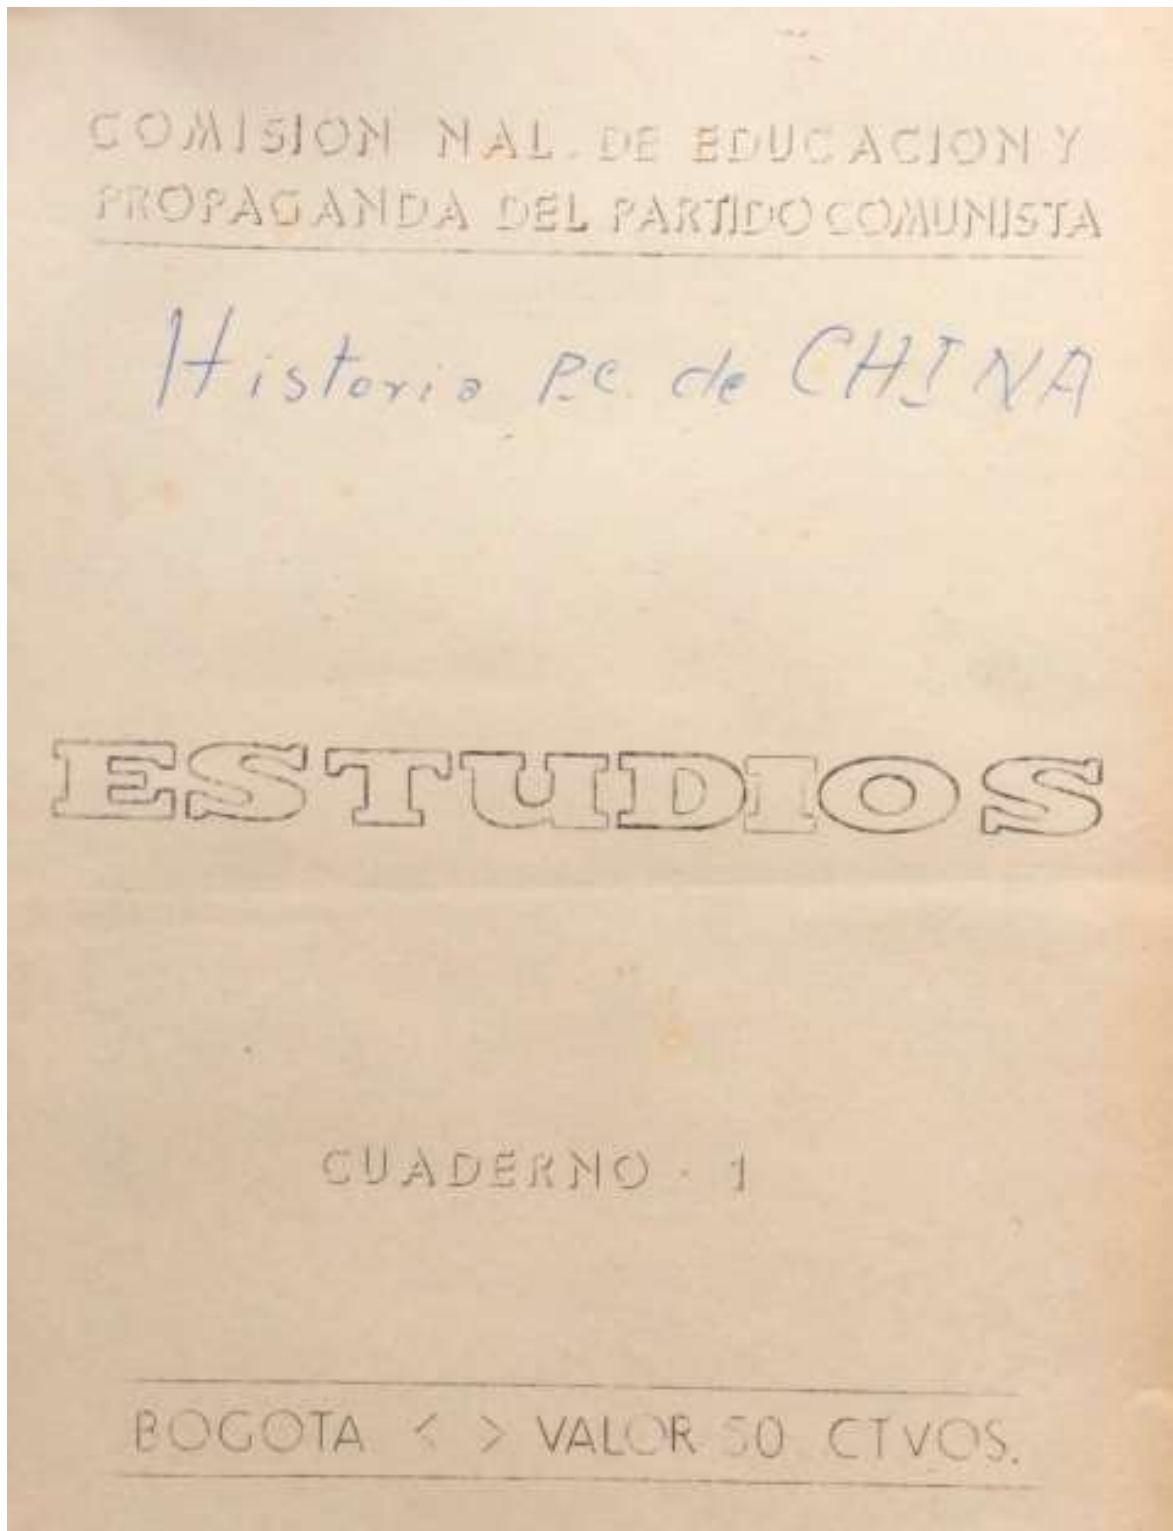 COMISION NAL. DE EDUCACION Y
PROPAGANDA DEL PARTIDO COMUNISTA
Historia P.C. de CHINA
ESTUDIOS
CUADERNO - 1
BOGOTA < > VALOR 50 CTVOS.